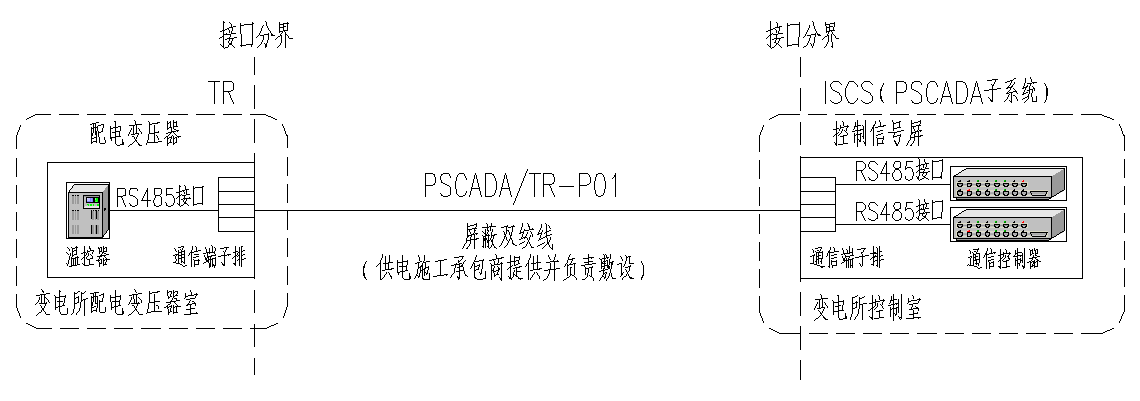 接口分界
接口分界
TR
ISCS(PSCADA子系统)
配电变压器
控制信号屏
RS485接口
PSCADA/TR-P01
RS485接口
RS485接口
屏蔽双绞线
(供电施工承包商提供并负责敷设)
温控器
通信端子排
通信端子排
通信控制器
变电所配电变压器室
变电所控制室